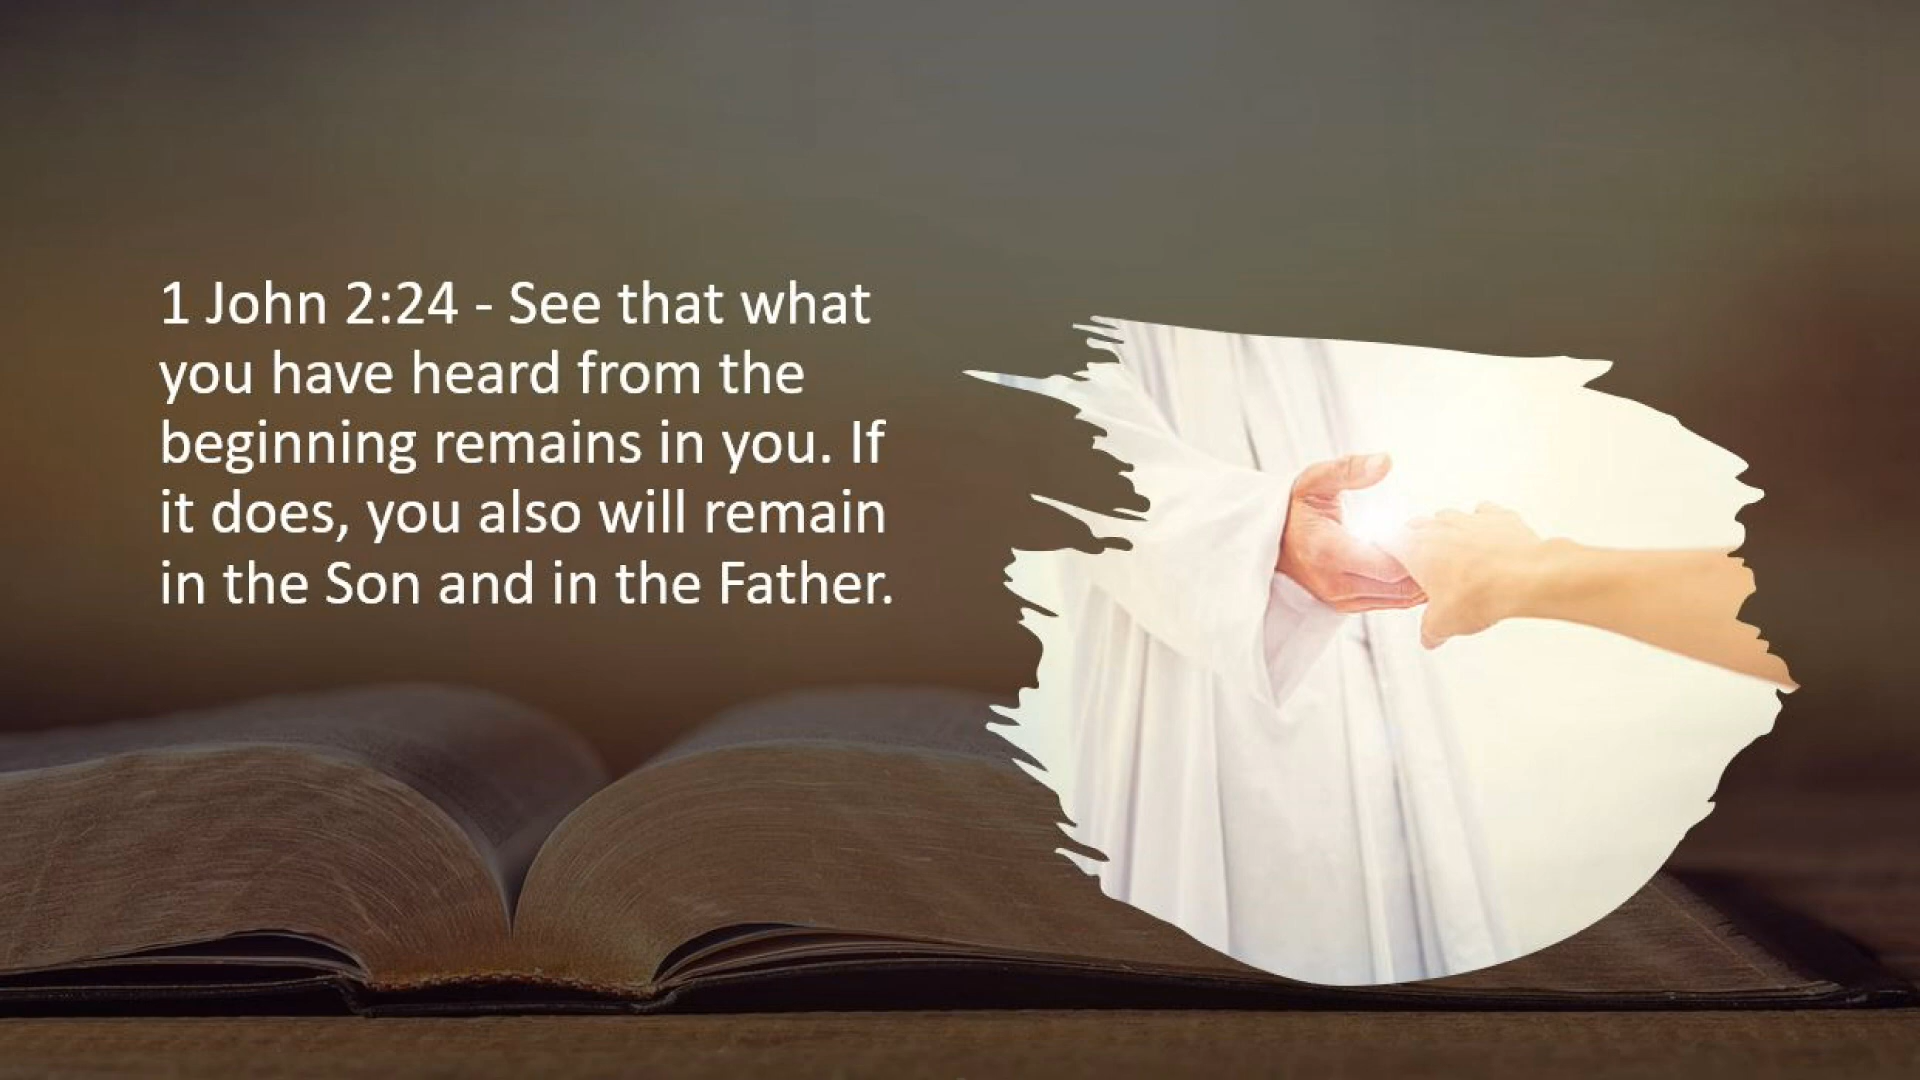 1 John 2:24 - See that what
you have heard from the
beginning remains in you. If
it does, you also will remain
in the Son and in the Father.